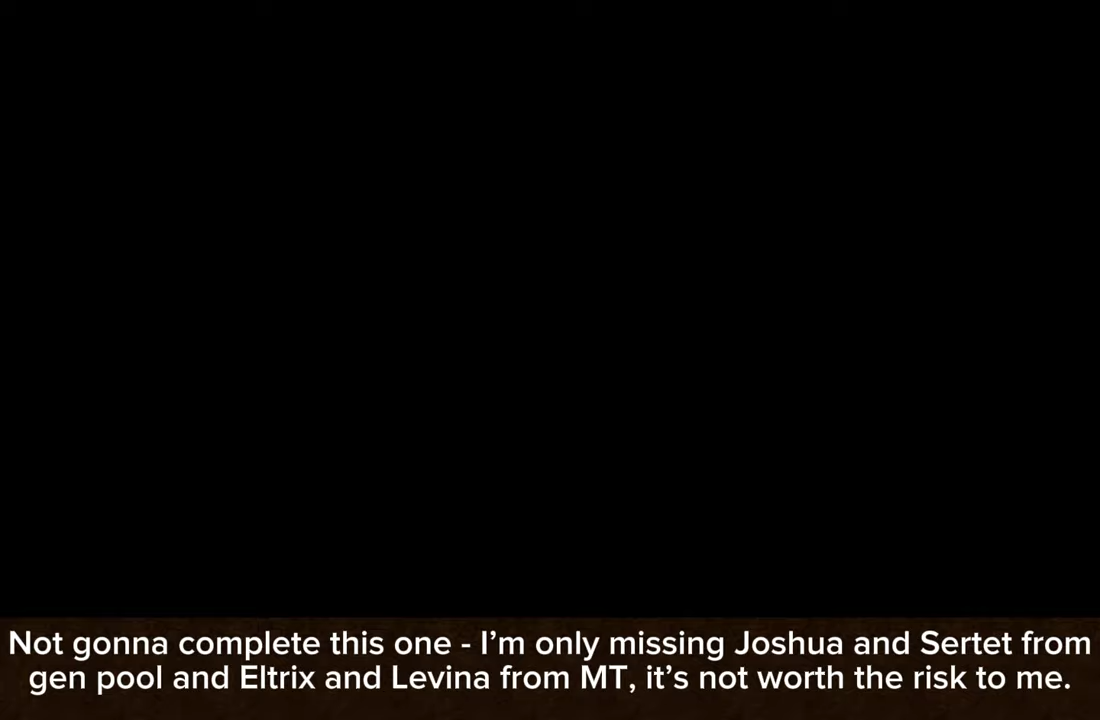 Not gonna complete this one - I’m only missing Joshua and Sertet from
gen pool and Eltrix and Levina from MT, it’s not worth the risk to me.